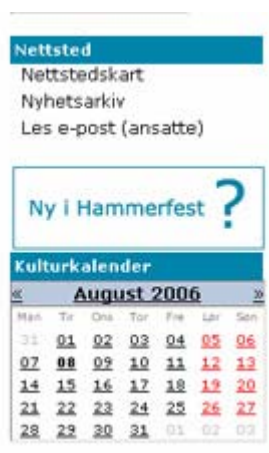 Nettsted
Nettstedskart
Nyhetsarkiv
Les e-post (ansatte)
Ny i Hammerfest ?
Kulturkalender
« August 2006 »
Man Tir Ons Tor Fre Lør Søn
31 01 02 03 04 05 06
07 08 09 10 11 12 13
14 15 16 17 18 19 20
21 22 23 24 25 26 27
28 29 30 31 01 02 03